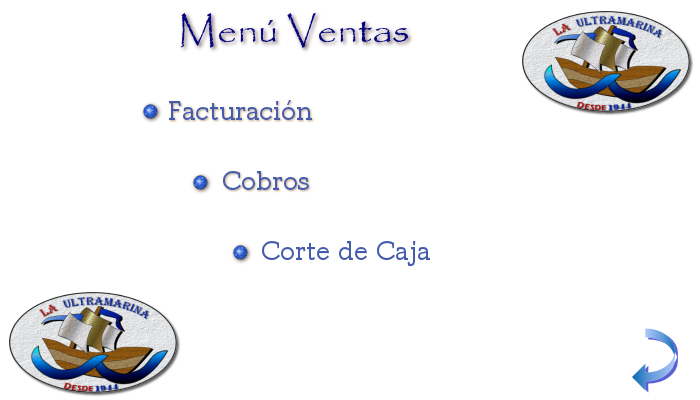 Menú Ventas
LA ULTRAMARINA
DESDE 1944
Facturación
Cobros
Corte de Caja
LA ULTRAMARINA
DESDE 1944